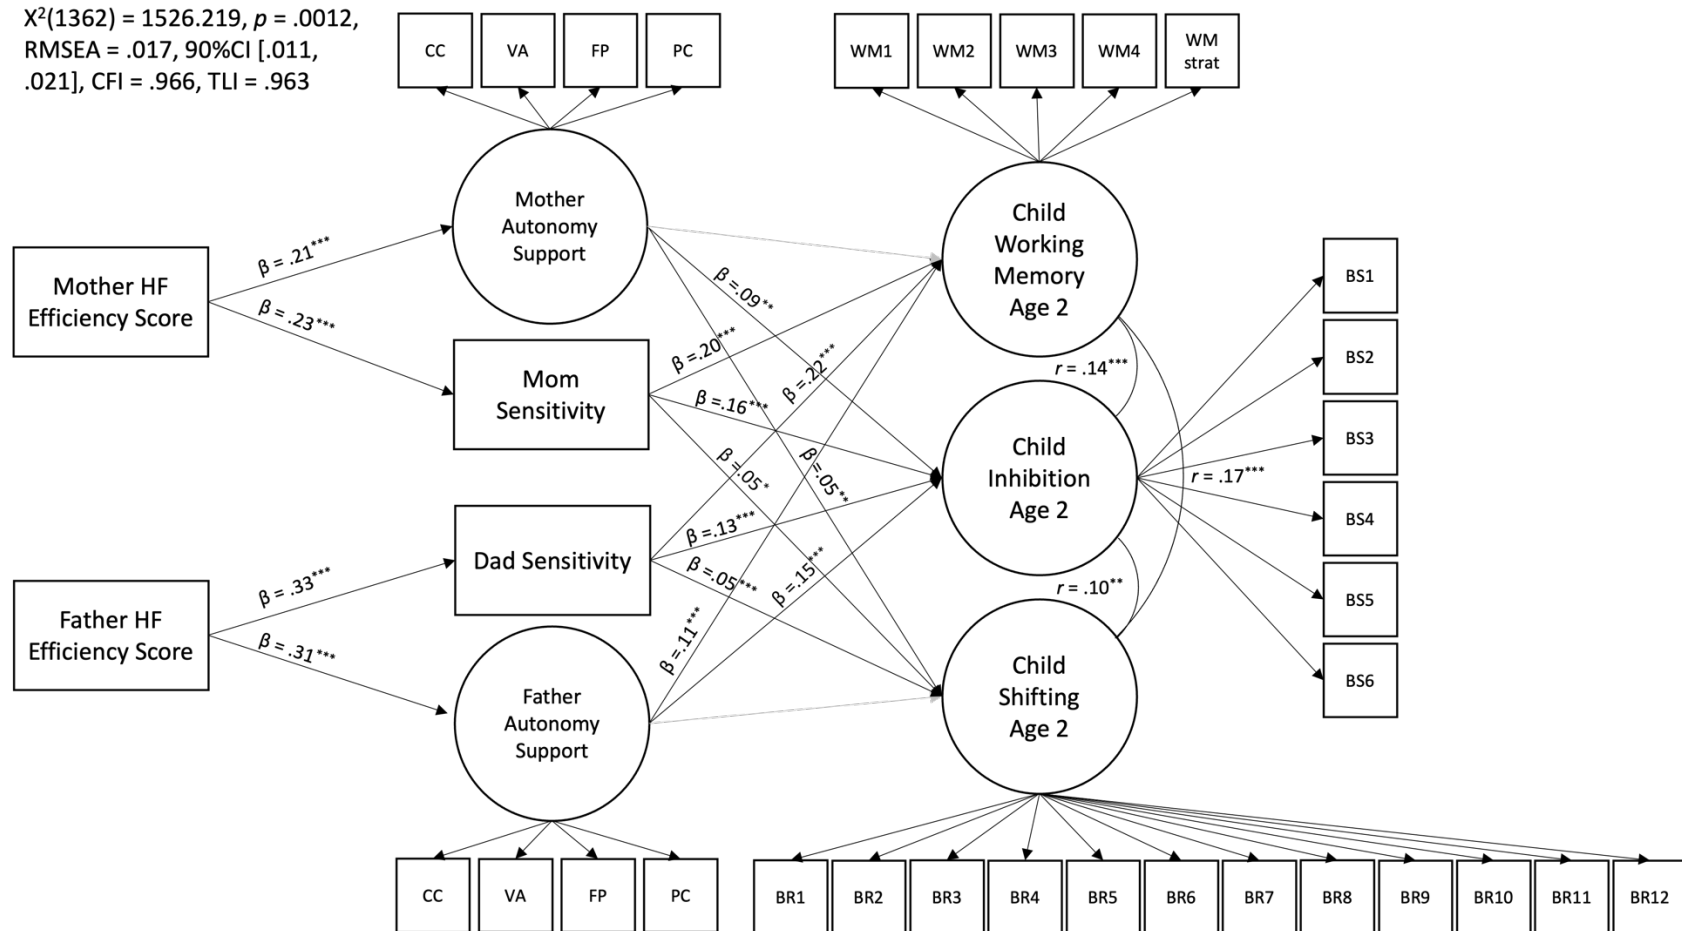 X²(1362) = 1526.219, p = .0012,
RMSEA = .017, 90%CI [.011,
.021], CFI = .966, TLI = .963
CC
VA
FP
PC
WM1
WM2
WM3
WM4
WM
strat
Mother
Autonomy
Support
Child
Working
Memory
Age 2
Mother HF
Efficiency Score
β = .21***
β = .23***
Mom
Sensitivity
β =.09**
β =.20***
β =.22***
β =.16***
β =.05*
β =.05**
r = .14***
Child
Inhibition
Age 2
r = .17***
BS1
BS2
BS3
BS4
BS5
BS6
Dad Sensitivity
β =.13***
β =.05***
β =.15***
β =.11***
r = .10**
Father HF
Efficiency Score
β = .33***
β = .31***
Father
Autonomy
Support
Child
Shifting
Age 2
CC
VA
FP
PC
BR1
BR2
BR3
BR4
BR5
BR6
BR7
BR8
BR9
BR10
BR11
BR12